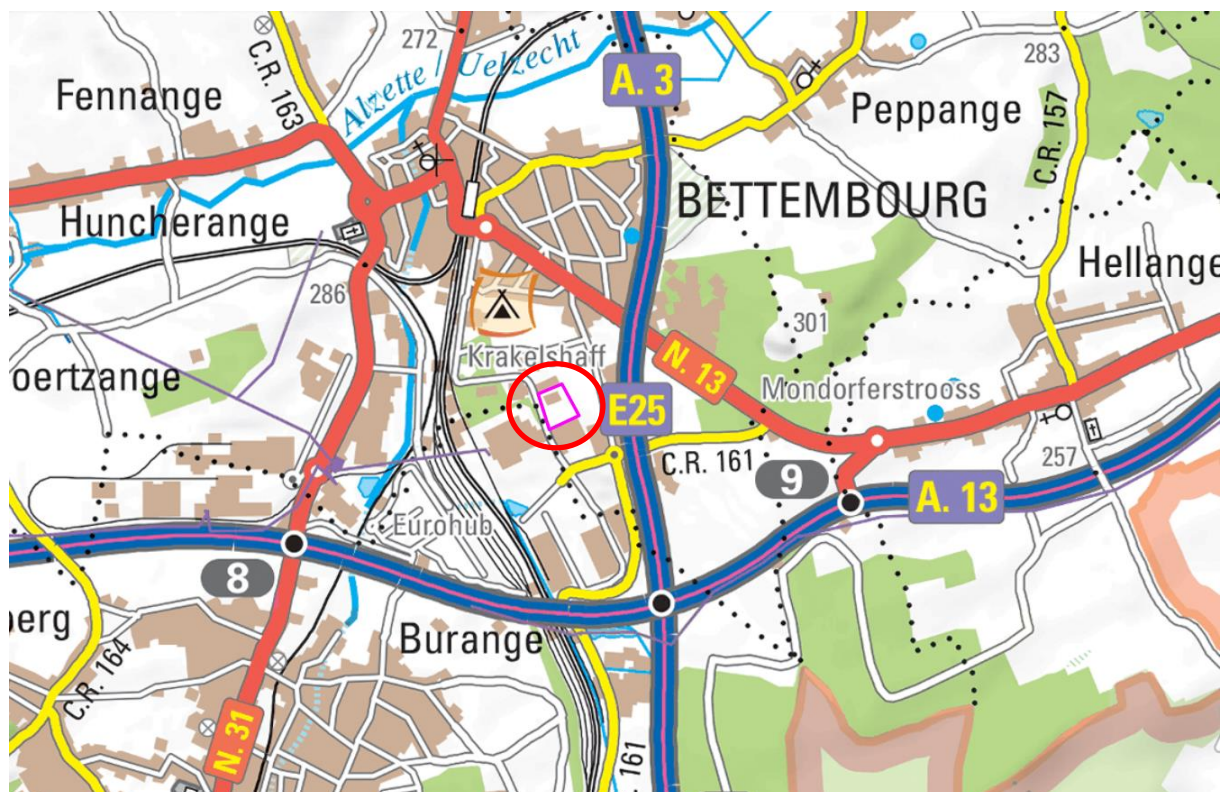 272
Alzette / Uelzecht
A. 3
283
Fennange
C.R. 163
Peppange
C.R. 157
BETTEMBOURG
Huncherange
Hellange
286
301
Krakelshaff
oertzange
N. 13
Mondorferstrooss
E25
C.R. 161
9
257
A. 13
Eurohub
8
berg
Burange
C.R. 164
N. 31
161